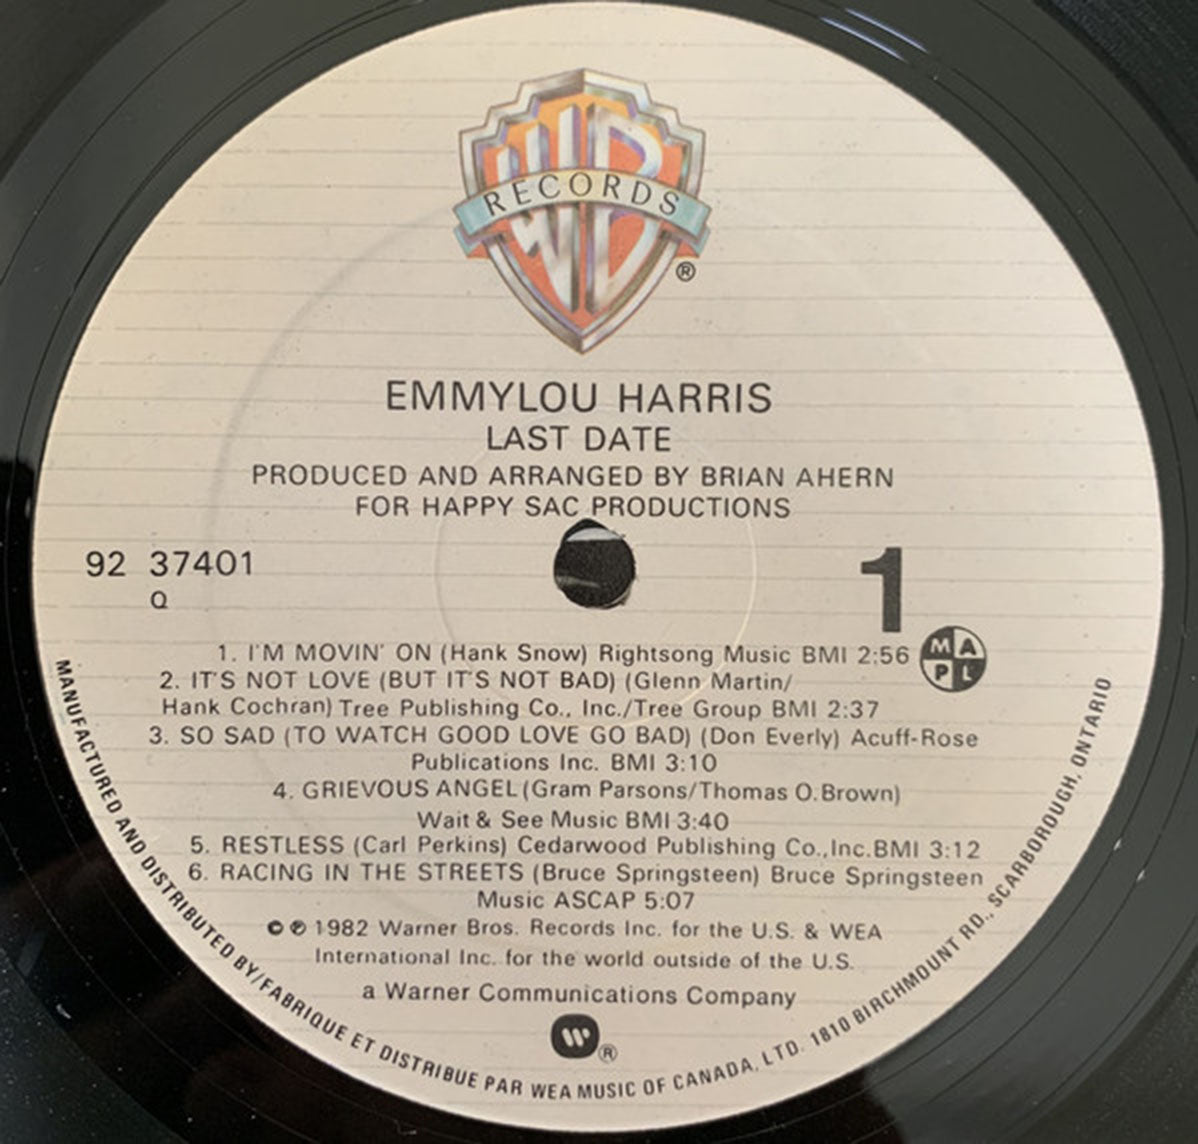 WB
RECORDS
®
EMMYLOU HARRIS
LAST DATE
PRODUCED AND ARRANGED BY BRIAN AHERN
FOR HAPPY SAC PRODUCTIONS
92 37401
Q
1
1. I'M MOVIN' ON (Hank Snow) Rightsong Music BMI 2:56
M A
P L
2. IT'S NOT LOVE (BUT IT'S NOT BAD) (Glenn Martin/
Hank Cochran) Tree Publishing Co., Inc./Tree Group BMI 2:37
3. SO SAD (TO WATCH GOOD LOVE GO BAD) (Don Everly) Acuff-Rose
Publications Inc. BMI 3:10
4. GRIEVOUS ANGEL (Gram Parsons/Thomas O. Brown)
Wait & See Music BMI 3:40
5. RESTLESS (Carl Perkins) Cedarwood Publishing Co.,Inc. BMI 3:12
6. RACING IN THE STREETS (Bruce Springsteen) Bruce Springsteen
Music ASCAP 5:07
© ℗ 1982 Warner Bros. Records Inc. for the U.S. & WEA
International Inc. for the world outside of the U.S.
a Warner Communications Company
W ®
MANUFACTURED AND DISTRIBUTED BY/FABRIQUE ET DISTRIBUE PAR WEA MUSIC OF CANADA, LTD. 1810 BIRCHMOUNT RD., SCARBOROUGH, ONTARIO